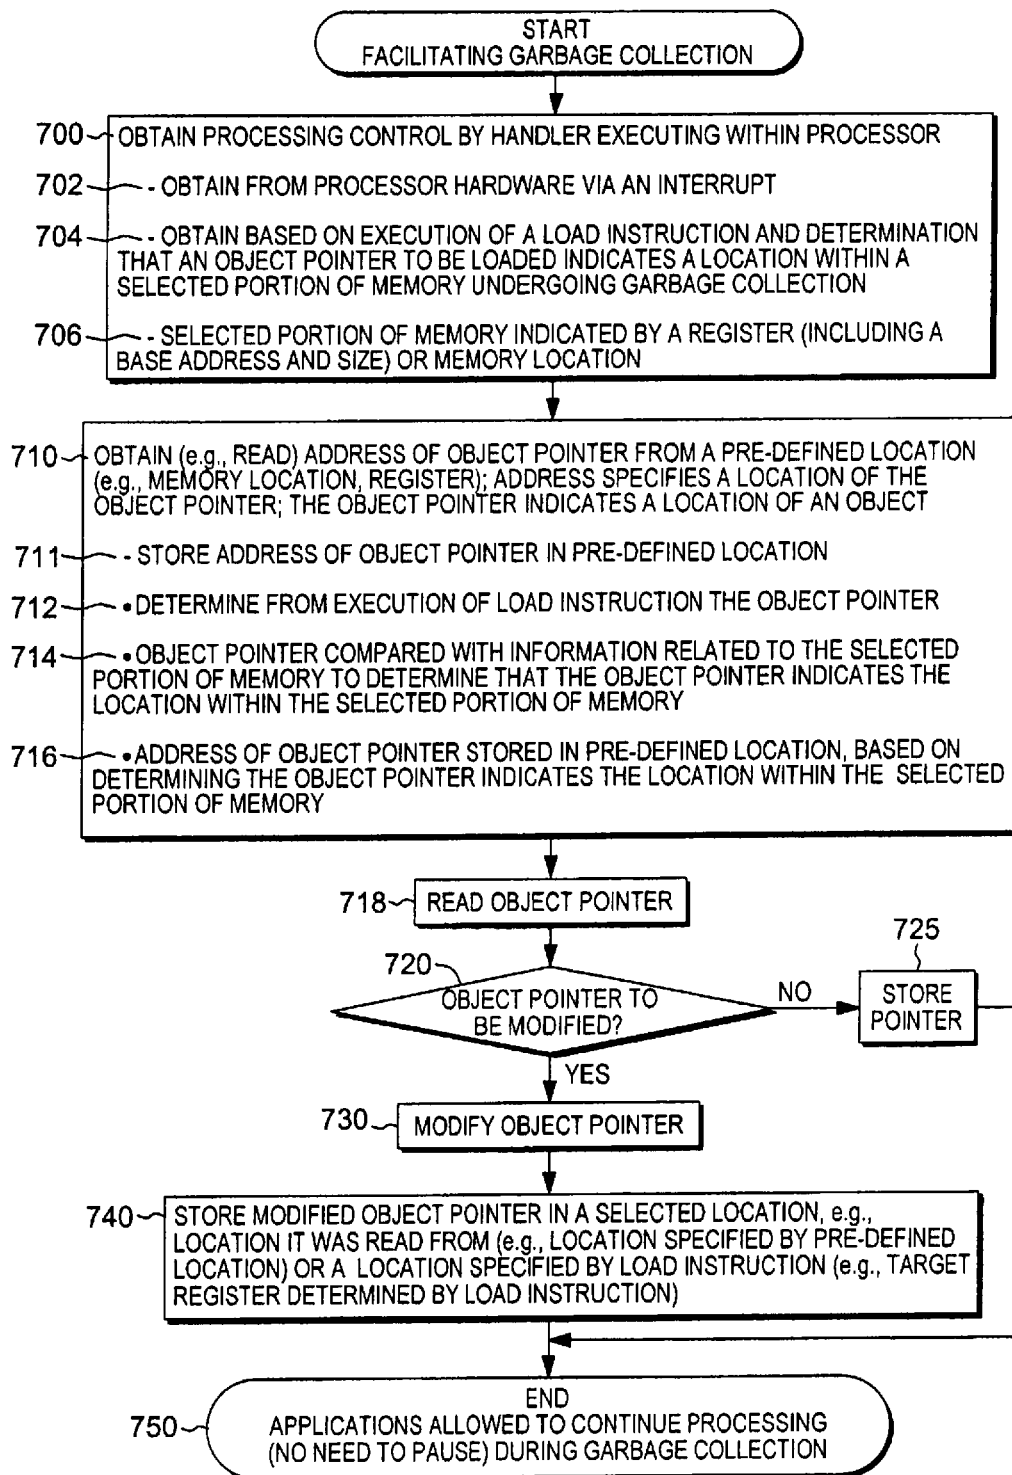 START
FACILITATING GARBAGE COLLECTION
700 OBTAIN PROCESSING CONTROL BY HANDLER EXECUTING WITHIN PROCESSOR
702 - OBTAIN FROM PROCESSOR HARDWARE VIA AN INTERRUPT
704 - OBTAIN BASED ON EXECUTION OF A LOAD INSTRUCTION AND DETERMINATION
THAT AN OBJECT POINTER TO BE LOADED INDICATES A LOCATION WITHIN A
SELECTED PORTION OF MEMORY UNDERGOING GARBAGE COLLECTION
706 - SELECTED PORTION OF MEMORY INDICATED BY A REGISTER (INCLUDING A
BASE ADDRESS AND SIZE) OR MEMORY LOCATION
710 OBTAIN (e.g., READ) ADDRESS OF OBJECT POINTER FROM A PRE-DEFINED LOCATION
(e.g., MEMORY LOCATION, REGISTER); ADDRESS SPECIFIES A LOCATION OF THE
OBJECT POINTER; THE OBJECT POINTER INDICATES A LOCATION OF AN OBJECT
711 - STORE ADDRESS OF OBJECT POINTER IN PRE-DEFINED LOCATION
712 • DETERMINE FROM EXECUTION OF LOAD INSTRUCTION THE OBJECT POINTER
714 • OBJECT POINTER COMPARED WITH INFORMATION RELATED TO THE SELECTED
PORTION OF MEMORY TO DETERMINE THAT THE OBJECT POINTER INDICATES THE
LOCATION WITHIN THE SELECTED PORTION OF MEMORY
716 • ADDRESS OF OBJECT POINTER STORED IN PRE-DEFINED LOCATION, BASED ON
DETERMINING THE OBJECT POINTER INDICATES THE LOCATION WITHIN THE SELECTED
PORTION OF MEMORY
718 READ OBJECT POINTER
720
OBJECT POINTER TO
BE MODIFIED?
NO
725
STORE
POINTER
YES
730 MODIFY OBJECT POINTER
740 STORE MODIFIED OBJECT POINTER IN A SELECTED LOCATION, e.g.,
LOCATION IT WAS READ FROM (e.g., LOCATION SPECIFIED BY PRE-DEFINED
LOCATION) OR A LOCATION SPECIFIED BY LOAD INSTRUCTION (e.g., TARGET
REGISTER DETERMINED BY LOAD INSTRUCTION)
750
END
APPLICATIONS ALLOWED TO CONTINUE PROCESSING
(NO NEED TO PAUSE) DURING GARBAGE COLLECTION